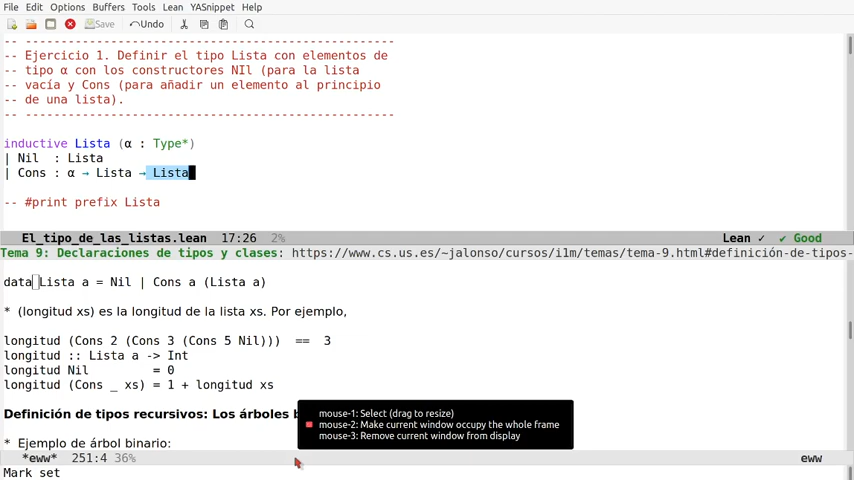 File Edit Options Buffers Tools Lean YASnippet Help
Save Undo
-- ---------------------------------------------------
-- Ejercicio 1. Definir el tipo Lista con elementos de
-- tipo α con los constructores NIl (para la lista
-- vacía y Cons (para añadir un elemento al principio
-- de una lista).
-- ---------------------------------------------------
inductive Lista (α : Type*)
| Nil  : Lista
| Cons : α → Lista → Lista
-- #print prefix Lista
El_tipo_de_las_listas.lean 17:26 2% Lean ✓ ✔ Good
Tema 9: Declaraciones de tipos y clases: https://www.cs.us.es/~jalonso/cursos/i1m/temas/tema-9.html#definición-de-tipos-
data Lista a = Nil | Cons a (Lista a)
* (longitud xs) es la longitud de la lista xs. Por ejemplo,
longitud (Cons 2 (Cons 3 (Cons 5 Nil)))  ==  3
longitud :: Lista a -> Int
longitud Nil         = 0
longitud (Cons _ xs) = 1 + longitud xs
Definición de tipos recursivos: Los árboles
* Ejemplo de árbol binario:
mouse-1: Select (drag to resize)
mouse-2: Make current window occupy the whole frame
mouse-3: Remove current window from display
*eww* 251:4 36% eww
Mark set